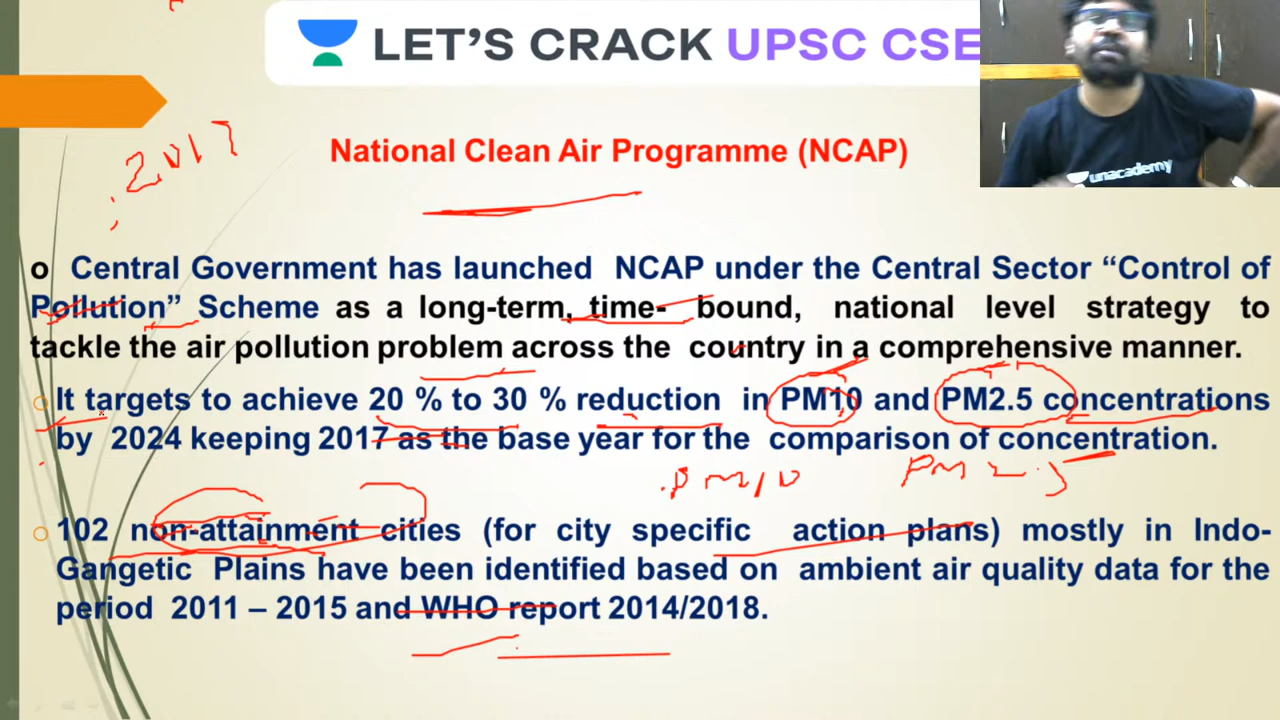 LET'S CRACK UPSC CSE
unacademy
2017
National Clean Air Programme (NCAP)
o Central Government has launched NCAP under the Central Sector “Control of
Pollution” Scheme as a long-term, time- bound, national level strategy to
tackle the air pollution problem across the country in a comprehensive manner.
It targets to achieve 20 % to 30 % reduction in PM10 and PM2.5 concentrations
by 2024 keeping 2017 as the base year for the comparison of concentration.
PM10 PM 2.5
102 non-attainment cities (for city specific action plans) mostly in Indo-
Gangetic Plains have been identified based on ambient air quality data for the
period 2011 – 2015 and WHO report 2014/2018.